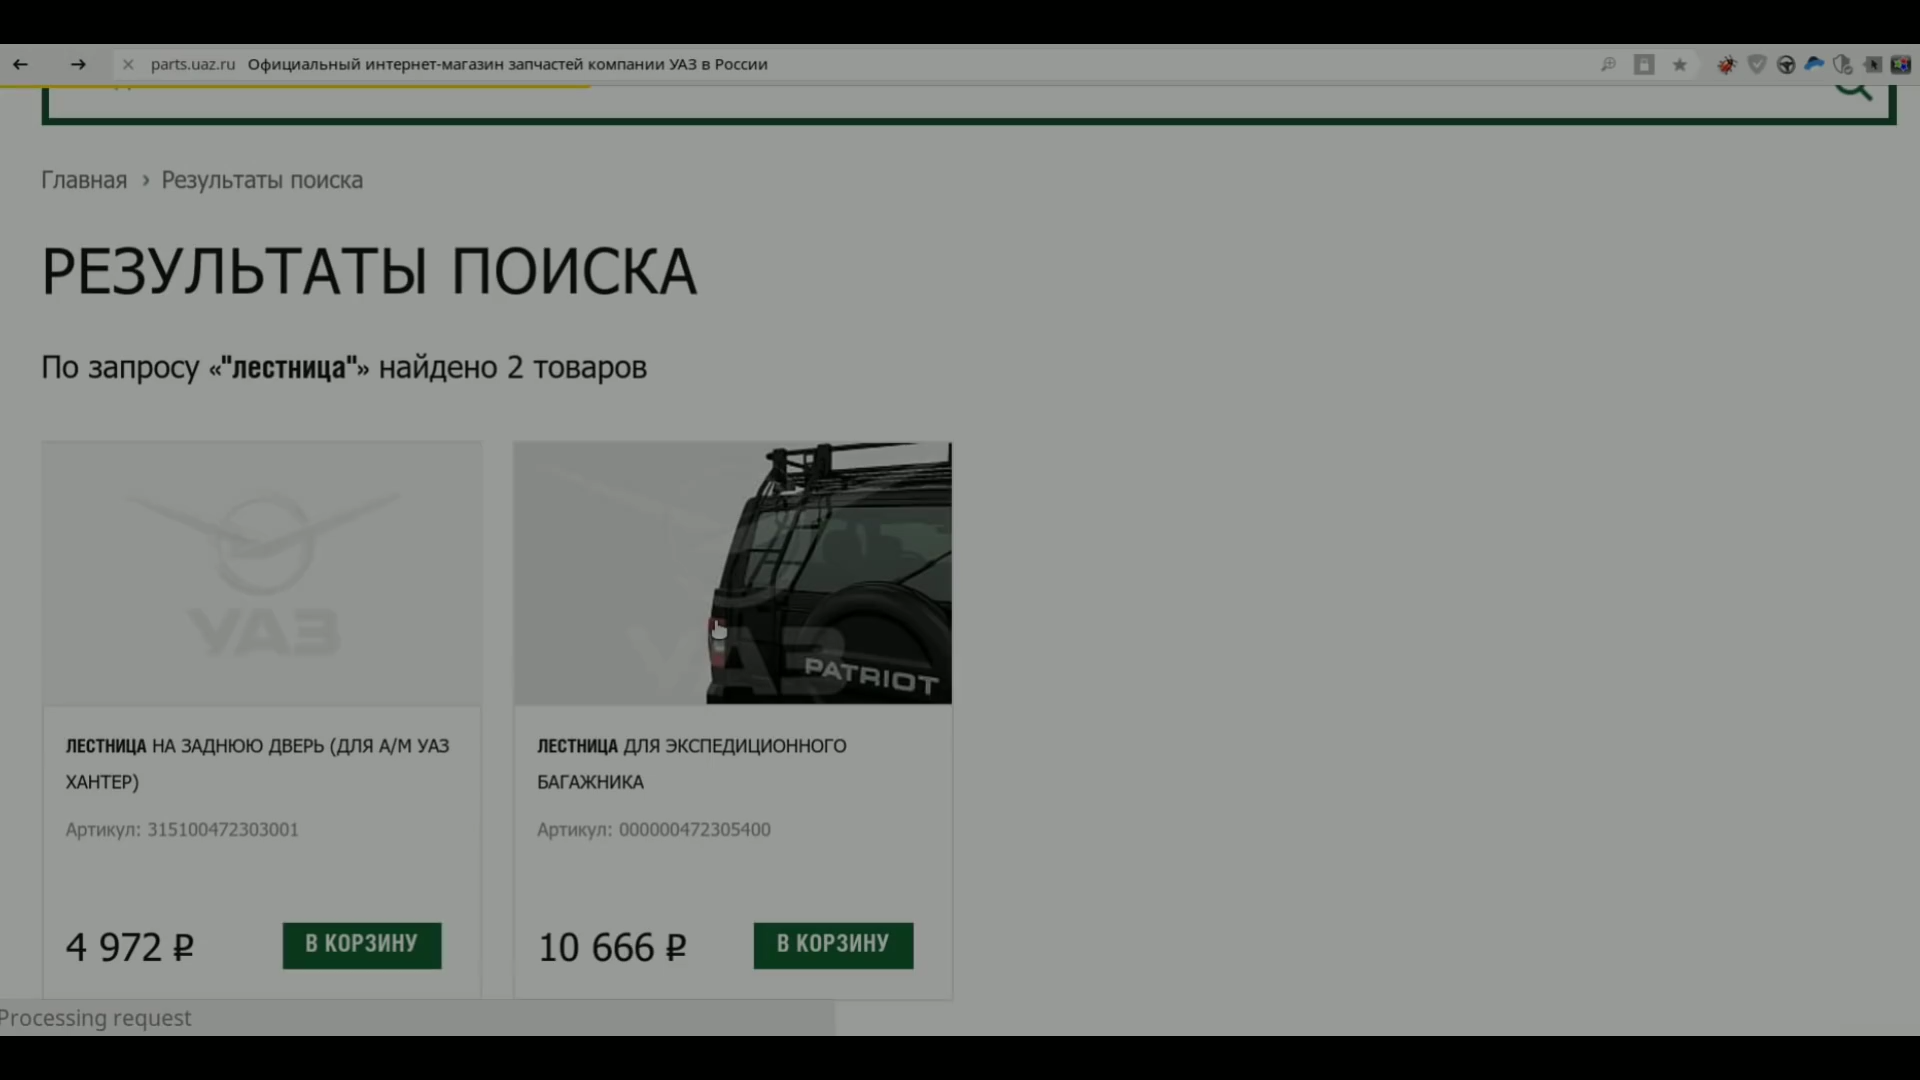 parts.uaz.ru Официальный интернет-магазин запчастей компании УАЗ в России
Главная › Результаты поиска
РЕЗУЛЬТАТЫ ПОИСКА
По запросу «"лестница"» найдено 2 товаров
УАЗ
УАЗ
PATRIOT
ЛЕСТНИЦА НА ЗАДНЮЮ ДВЕРЬ (ДЛЯ А/М УАЗ
ХАНТЕР)
Артикул: 315100472303001
4 972 ₽
В КОРЗИНУ
ЛЕСТНИЦА ДЛЯ ЭКСПЕДИЦИОННОГО
БАГАЖНИКА
Артикул: 000000472305400
10 666 ₽
В КОРЗИНУ
Processing request